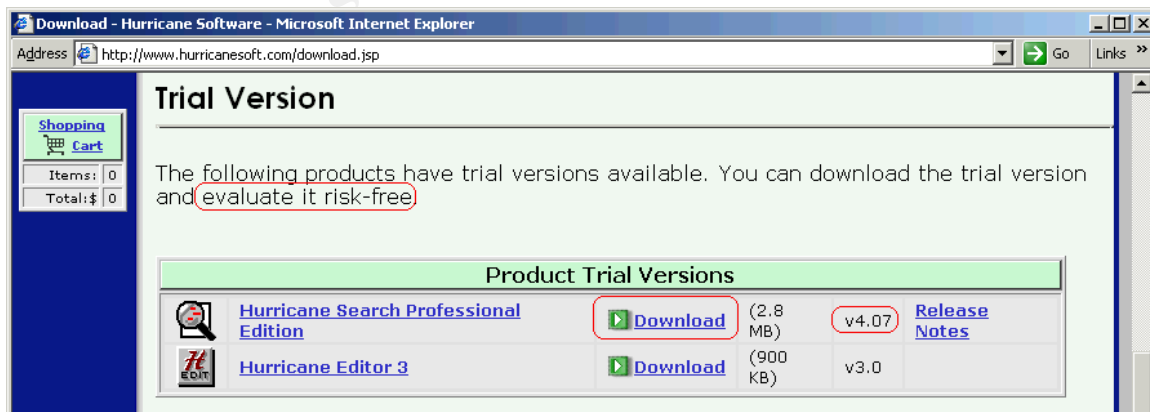 Download - Hurricane Software - Microsoft Internet Explorer
Address http://www.hurricanesoft.com/download.jsp Go Links »
Trial Version
Shopping
Cart
Items: 0
Total:$ 0
The following products have trial versions available. You can download the trial version
and evaluate it risk-free.
Product Trial Versions
Hurricane Search Professional
Edition
Download
(2.8
MB)
v4.07
Release
Notes
H
EDIT
Hurricane Editor 3
Download
(900
KB)
v3.0